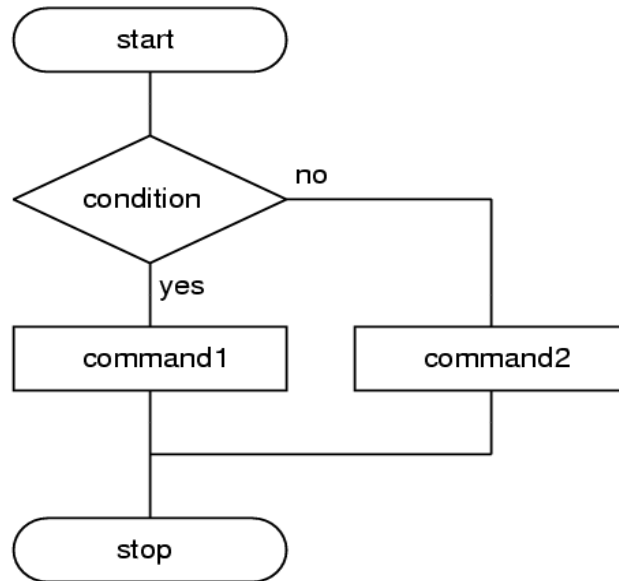 start
condition
no
yes
command1
command2
stop